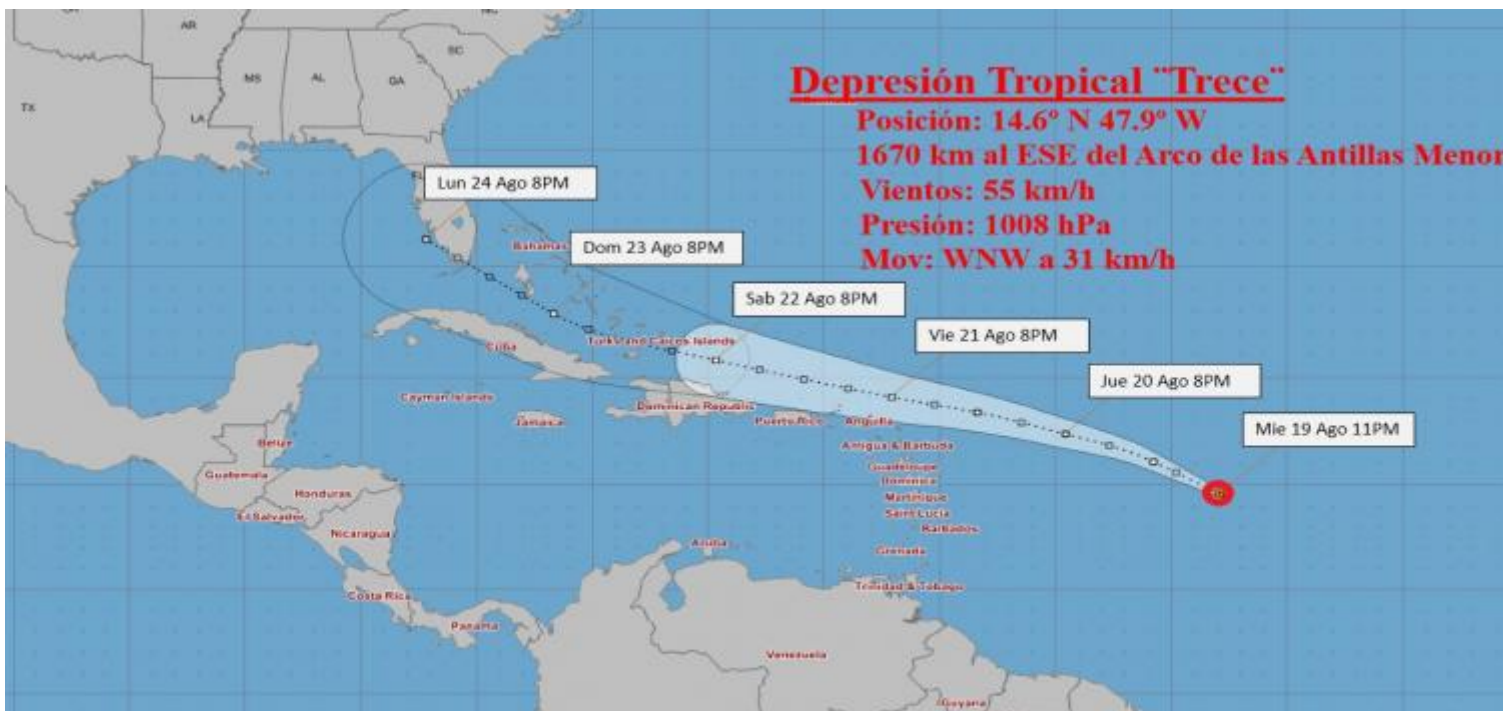 Depresión Tropical ¨Trece¨
Posición: 14.6º N 47.9º W
1670 km al ESE del Arco de las Antillas Menor
Vientos: 55 km/h
Presión: 1008 hPa
Mov: WNW a 31 km/h
NC
AR
SC
MS
AL
GA
TX
LA
Lun 24 Ago 8PM
Dom 23 Ago 8PM
Bahamas
Sab 22 Ago 8PM
Vie 21 Ago 8PM
Turks and Caicos Islands
Cuba
Jue 20 Ago 8PM
Cayman Islands
Dominican Republic
Jamaica
Puerto Rico
Anguilla
Mie 19 Ago 11PM
Belize
Antigua & Barbuda
Guatemala
Guadeloupe
Dominica
Honduras
Martinique
El Salvador
Saint Lucia
Nicaragua
Barbados
Aruba
Grenada
Costa Rica
Trinidad & Tobago
Panama
Venezuela
Guyana